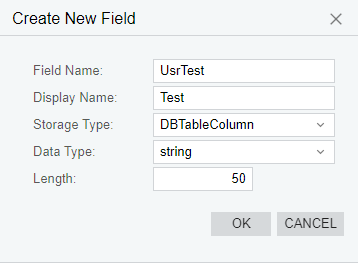 Create New Field
Field Name: UsrTest
Display Name: Test
Storage Type: DBTableColumn
Data Type: string
Length: 50
OK CANCEL